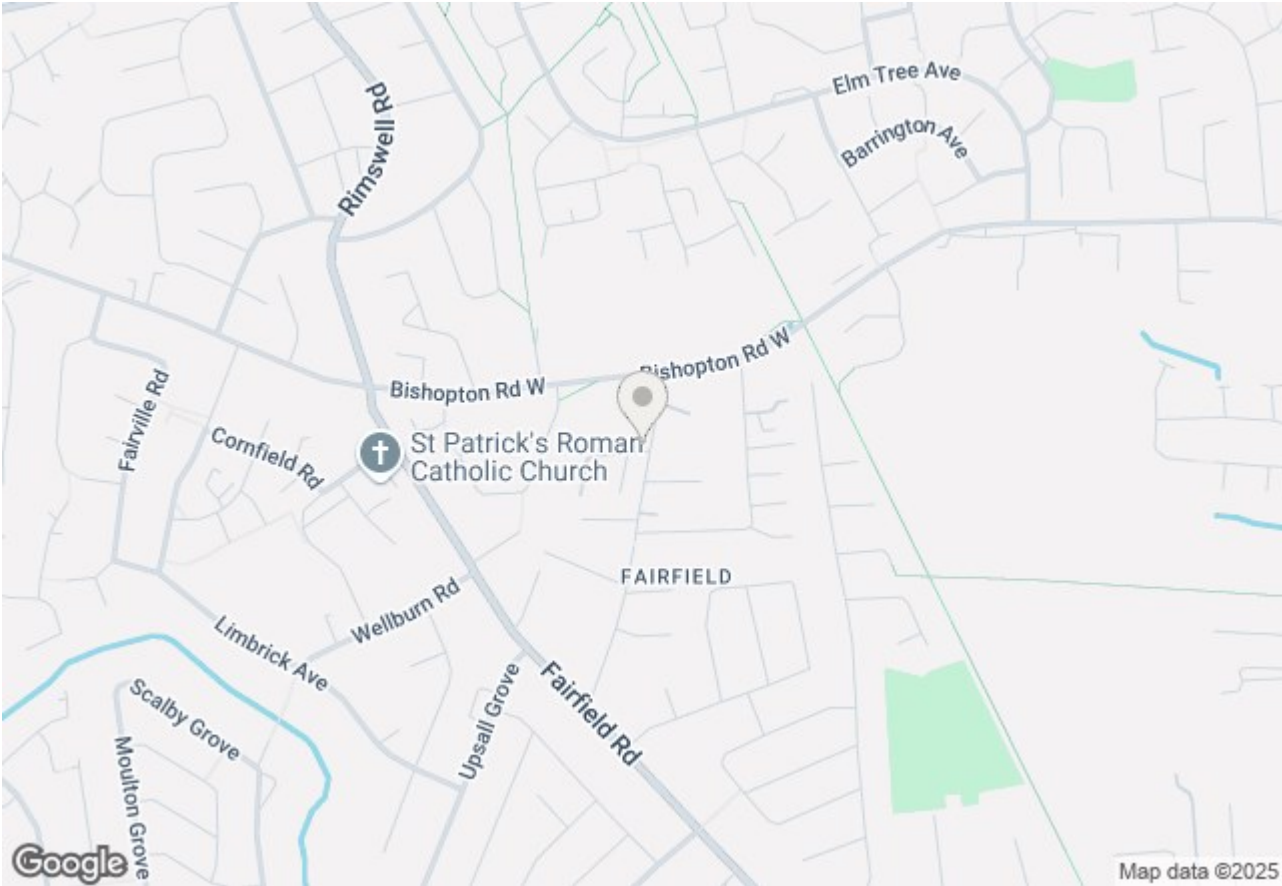 Elm Tree Ave
Rimswell Rd
Barrington Ave
Bishopton Rd W
Bishopton Rd W
Fairville Rd
Cornfield Rd
St Patrick's Roman
Catholic Church
FAIRFIELD
Wellburn Rd
Limbrick Ave
Scalby Grove
Upsall Grove
Fairfield Rd
Moulton Grove
Google
Map data ©2025